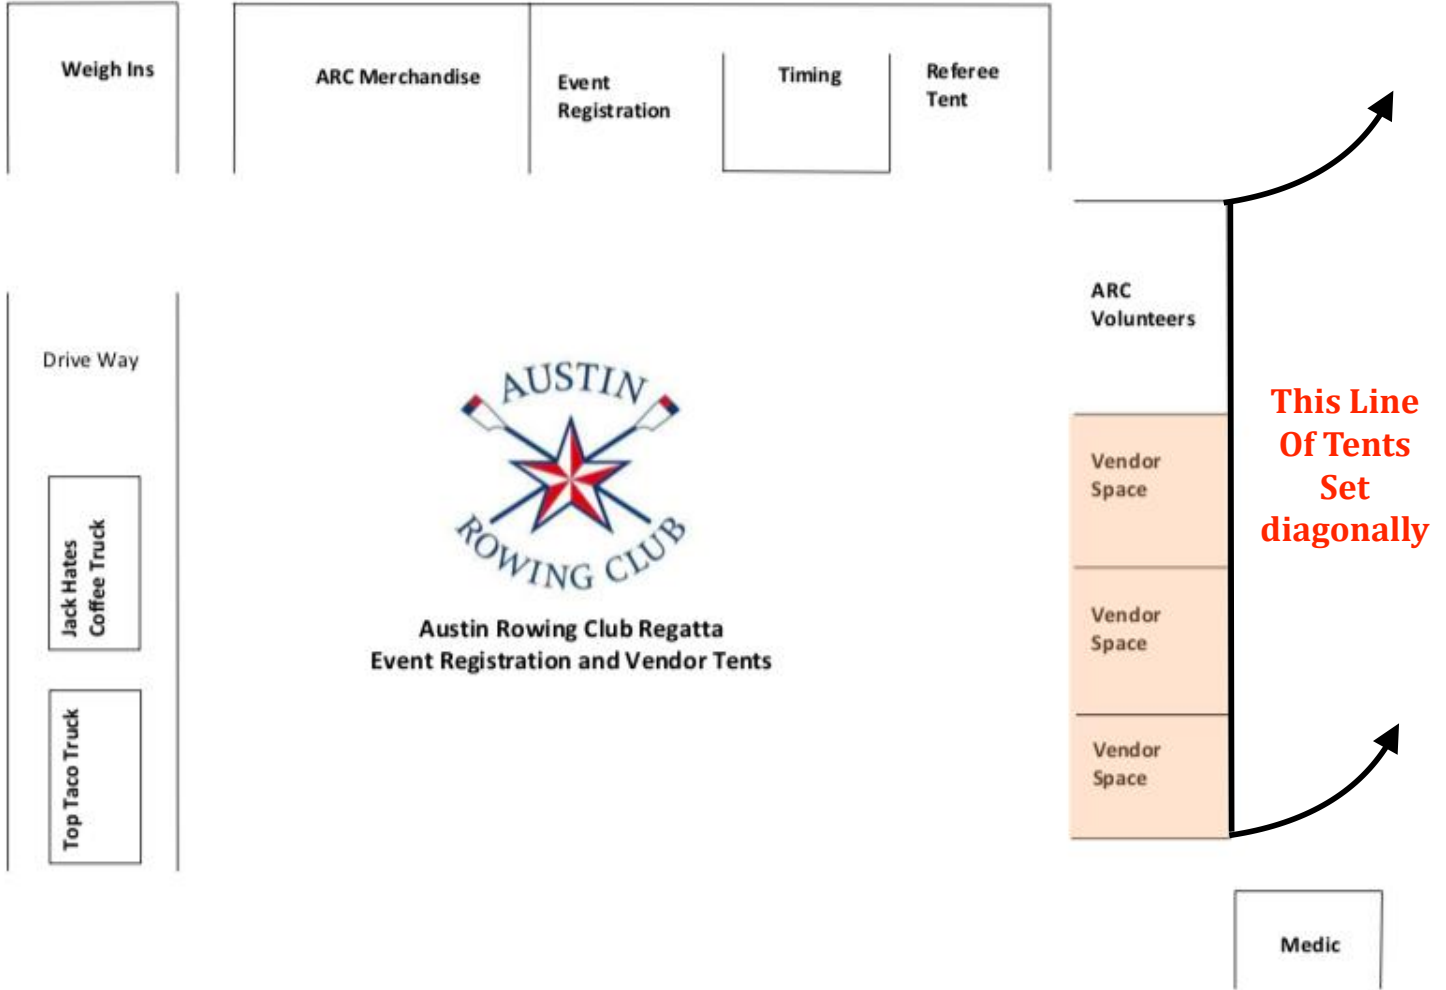 Weigh Ins
ARC Merchandise
Event
Registration
Timing
Referee
Tent
ARC
Volunteers
Drive Way
AUSTIN
ROWING CLUB
This Line
Of Tents
Set
diagonally
Vendor
Space
Jack Hates
Coffee Truck
Vendor
Space
Austin Rowing Club Regatta
Event Registration and Vendor Tents
Top Taco Truck
Vendor
Space
Medic